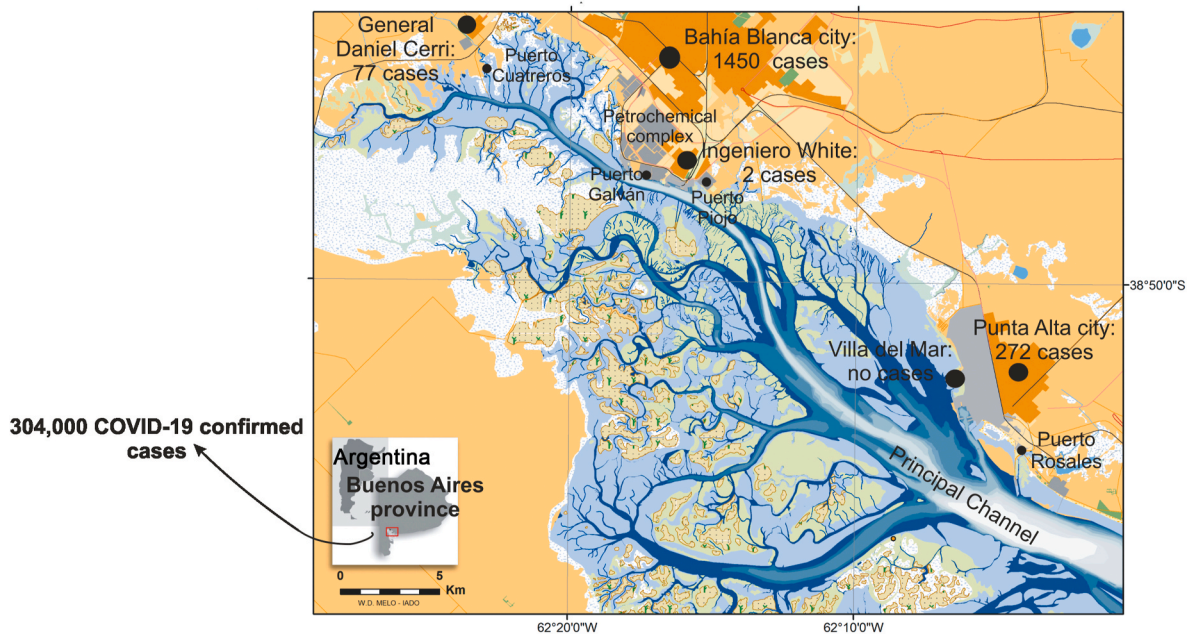 General
Daniel Cerri:
77 cases
Puerto
Cuatreros
Bahía Blanca city:
1450 cases
Petrochemical
complex
Ingeniero White:
2 cases
Puerto
Galván
Puerto
Piojo
38°50'0"S
Punta Alta city:
272 cases
Villa del Mar:
no cases
Puerto
Rosales
Principal Channel
304,000 COVID-19 confirmed
cases
Argentina
Buenos Aires
province
0 5
Km
W.D. MELO - IADO
62°20'0"W
62°10'0"W